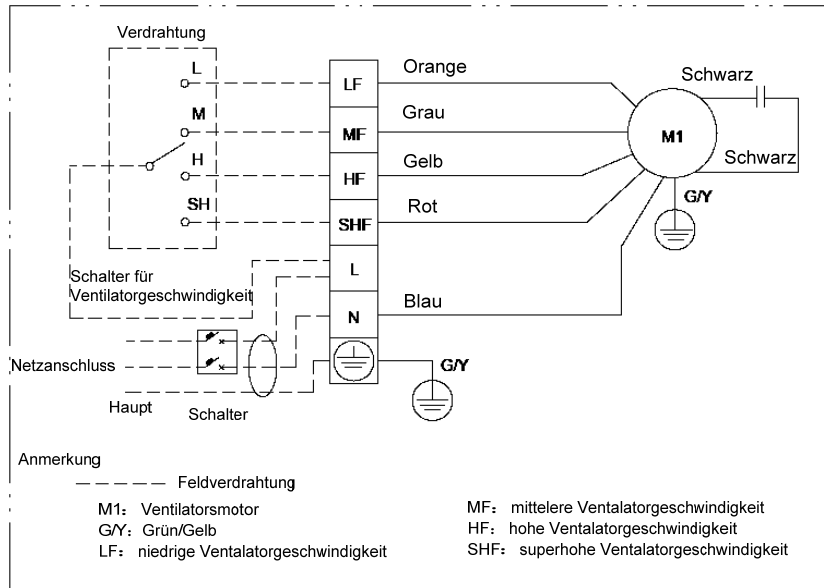 Verdrahtung
L
M
H
SH
LF
MF
HF
SHF
L
N
Orange
Grau
Gelb
Rot
Blau
Schwarz
M1
Schwarz
G/Y
Schalter für
Ventilatorgeschwindigkeit
Netzanschluss
Haupt
Schalter
G/Y
Anmerkung
Feldverdrahtung
M1: Ventilatorsmotor
G/Y: Grün/Gelb
LF: niedrige Ventalatorgeschwindigkeit
MF: mittelere Ventalatorgeschwindigkeit
HF: hohe Ventalatorgeschwindigkeit
SHF: superhohe Ventalatorgeschwindigkeit